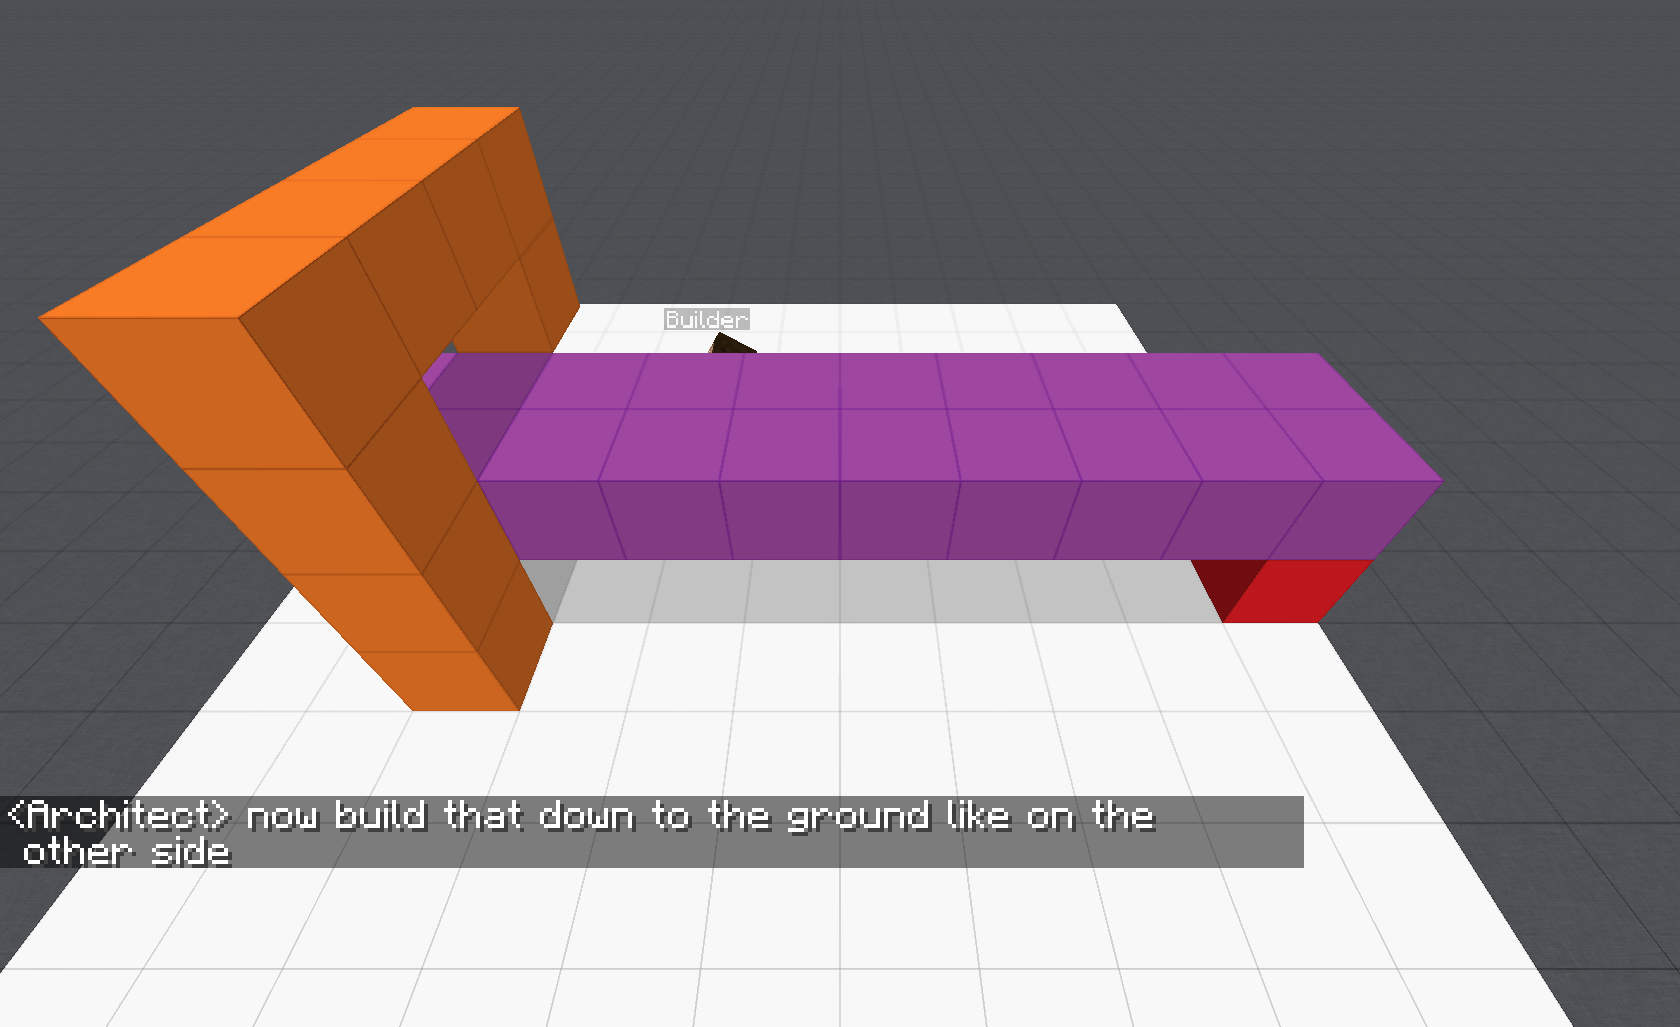 Builder
<Architect> now build that down to the ground like on the
other side